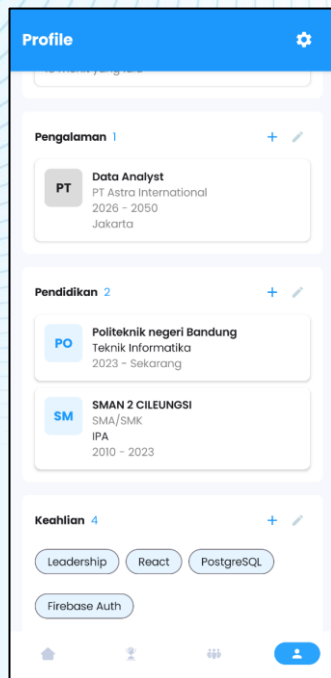 Profile
Pengalaman 1
PT
Data Analyst
PT Astra International
2026 - 2050
Jakarta
Pendidikan 2
PO
Politeknik negeri Bandung
Teknik Informatika
2023 - Sekarang
SM
SMAN 2 CILEUNGSI
SMA/SMK
IPA
2010 - 2023
Keahlian 4
Leadership React PostgreSQL
Firebase Auth